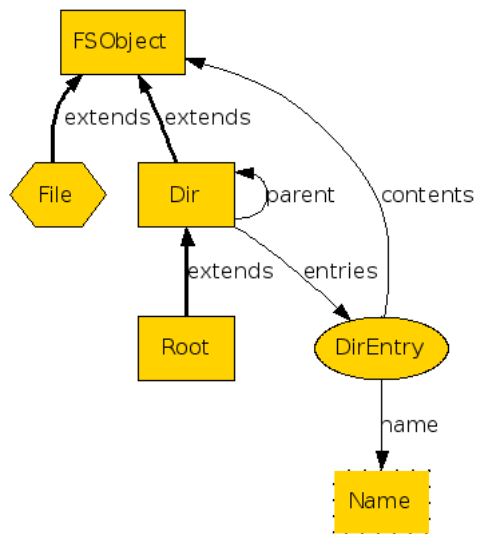 FSObject
extends
extends
contents
File
Dir
parent
extends
entries
Root
DirEntry
name
Name